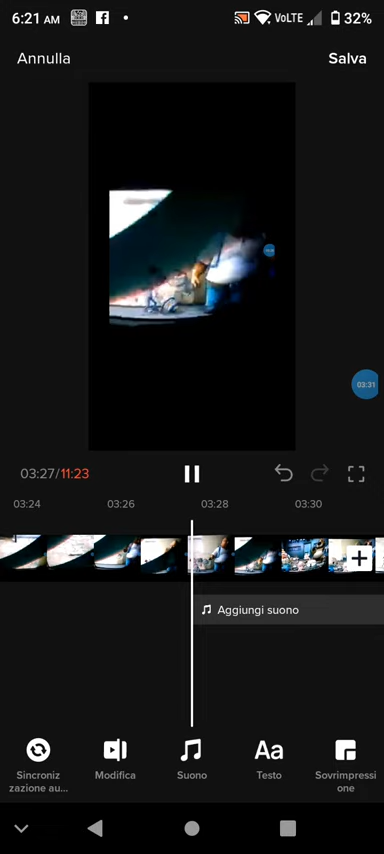 6:21 AM VoLTE 32%
Annulla Salva
03:31
03:27/11:23
03:24 03:26 03:28 03:30
Aggiungi suono
Aa
Sincroniz Modifica Suono Testo Sovrimpressi
zazione au... one